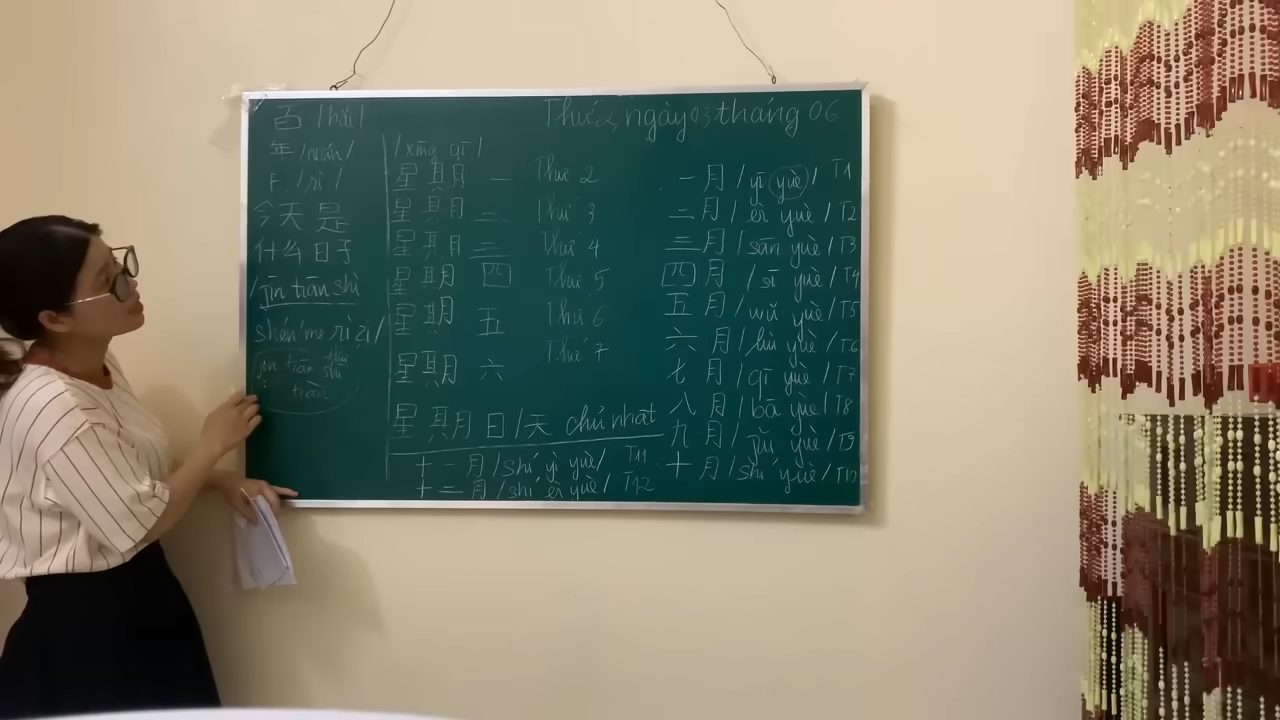 Thứ 2, ngày 03 tháng 06
百 /bǎi/
年 /nián/
/rì/
今天是
什么日子
/jīn tiān shì
shén me rì zi/
jīn tiān shì
/xīng qī/
星期一 Thứ 2
星期二 Thứ 3
星期三 Thứ 4
星期四 Thứ 5
星期五 Thứ 6
星期六 Thứ 7
星期日/天 chủ nhật
一月 /yī yuè/ T1
二月 /èr yuè/ T2
三月 /sān yuè/ T3
四月 /sì yuè/ T4
五月 /wǔ yuè/ T5
六月 /liù yuè/ T6
七月 /qī yuè/ T7
八月 /bā yuè/ T8
九月 /jiǔ yuè/ T9
十月 /shí yuè/ T10
十一月 /shí yī yuè/ T11
十二月 /shí èr yuè/ T12